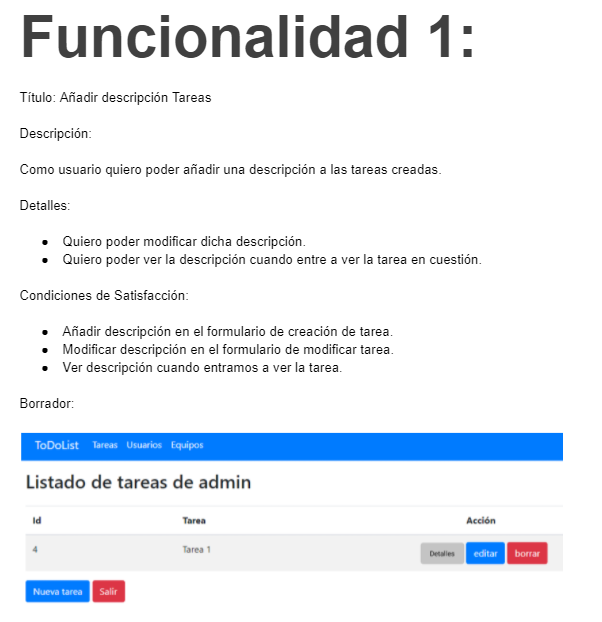 Funcionalidad 1:
Título: Añadir descripción Tareas
Descripción:
Como usuario quiero poder añadir una descripción a las tareas creadas.
Detalles:
● Quiero poder modificar dicha descripción.
● Quiero poder ver la descripción cuando entre a ver la tarea en cuestión.
Condiciones de Satisfacción:
● Añadir descripción en el formulario de creación de tarea.
● Modificar descripción en el formulario de modificar tarea.
● Ver descripción cuando entramos a ver la tarea.
Borrador:
ToDoList Tareas Usuarios Equipos
Listado de tareas de admin
Id Tarea Acción
4 Tarea 1 Detalles editar borrar
Nueva tarea Salir